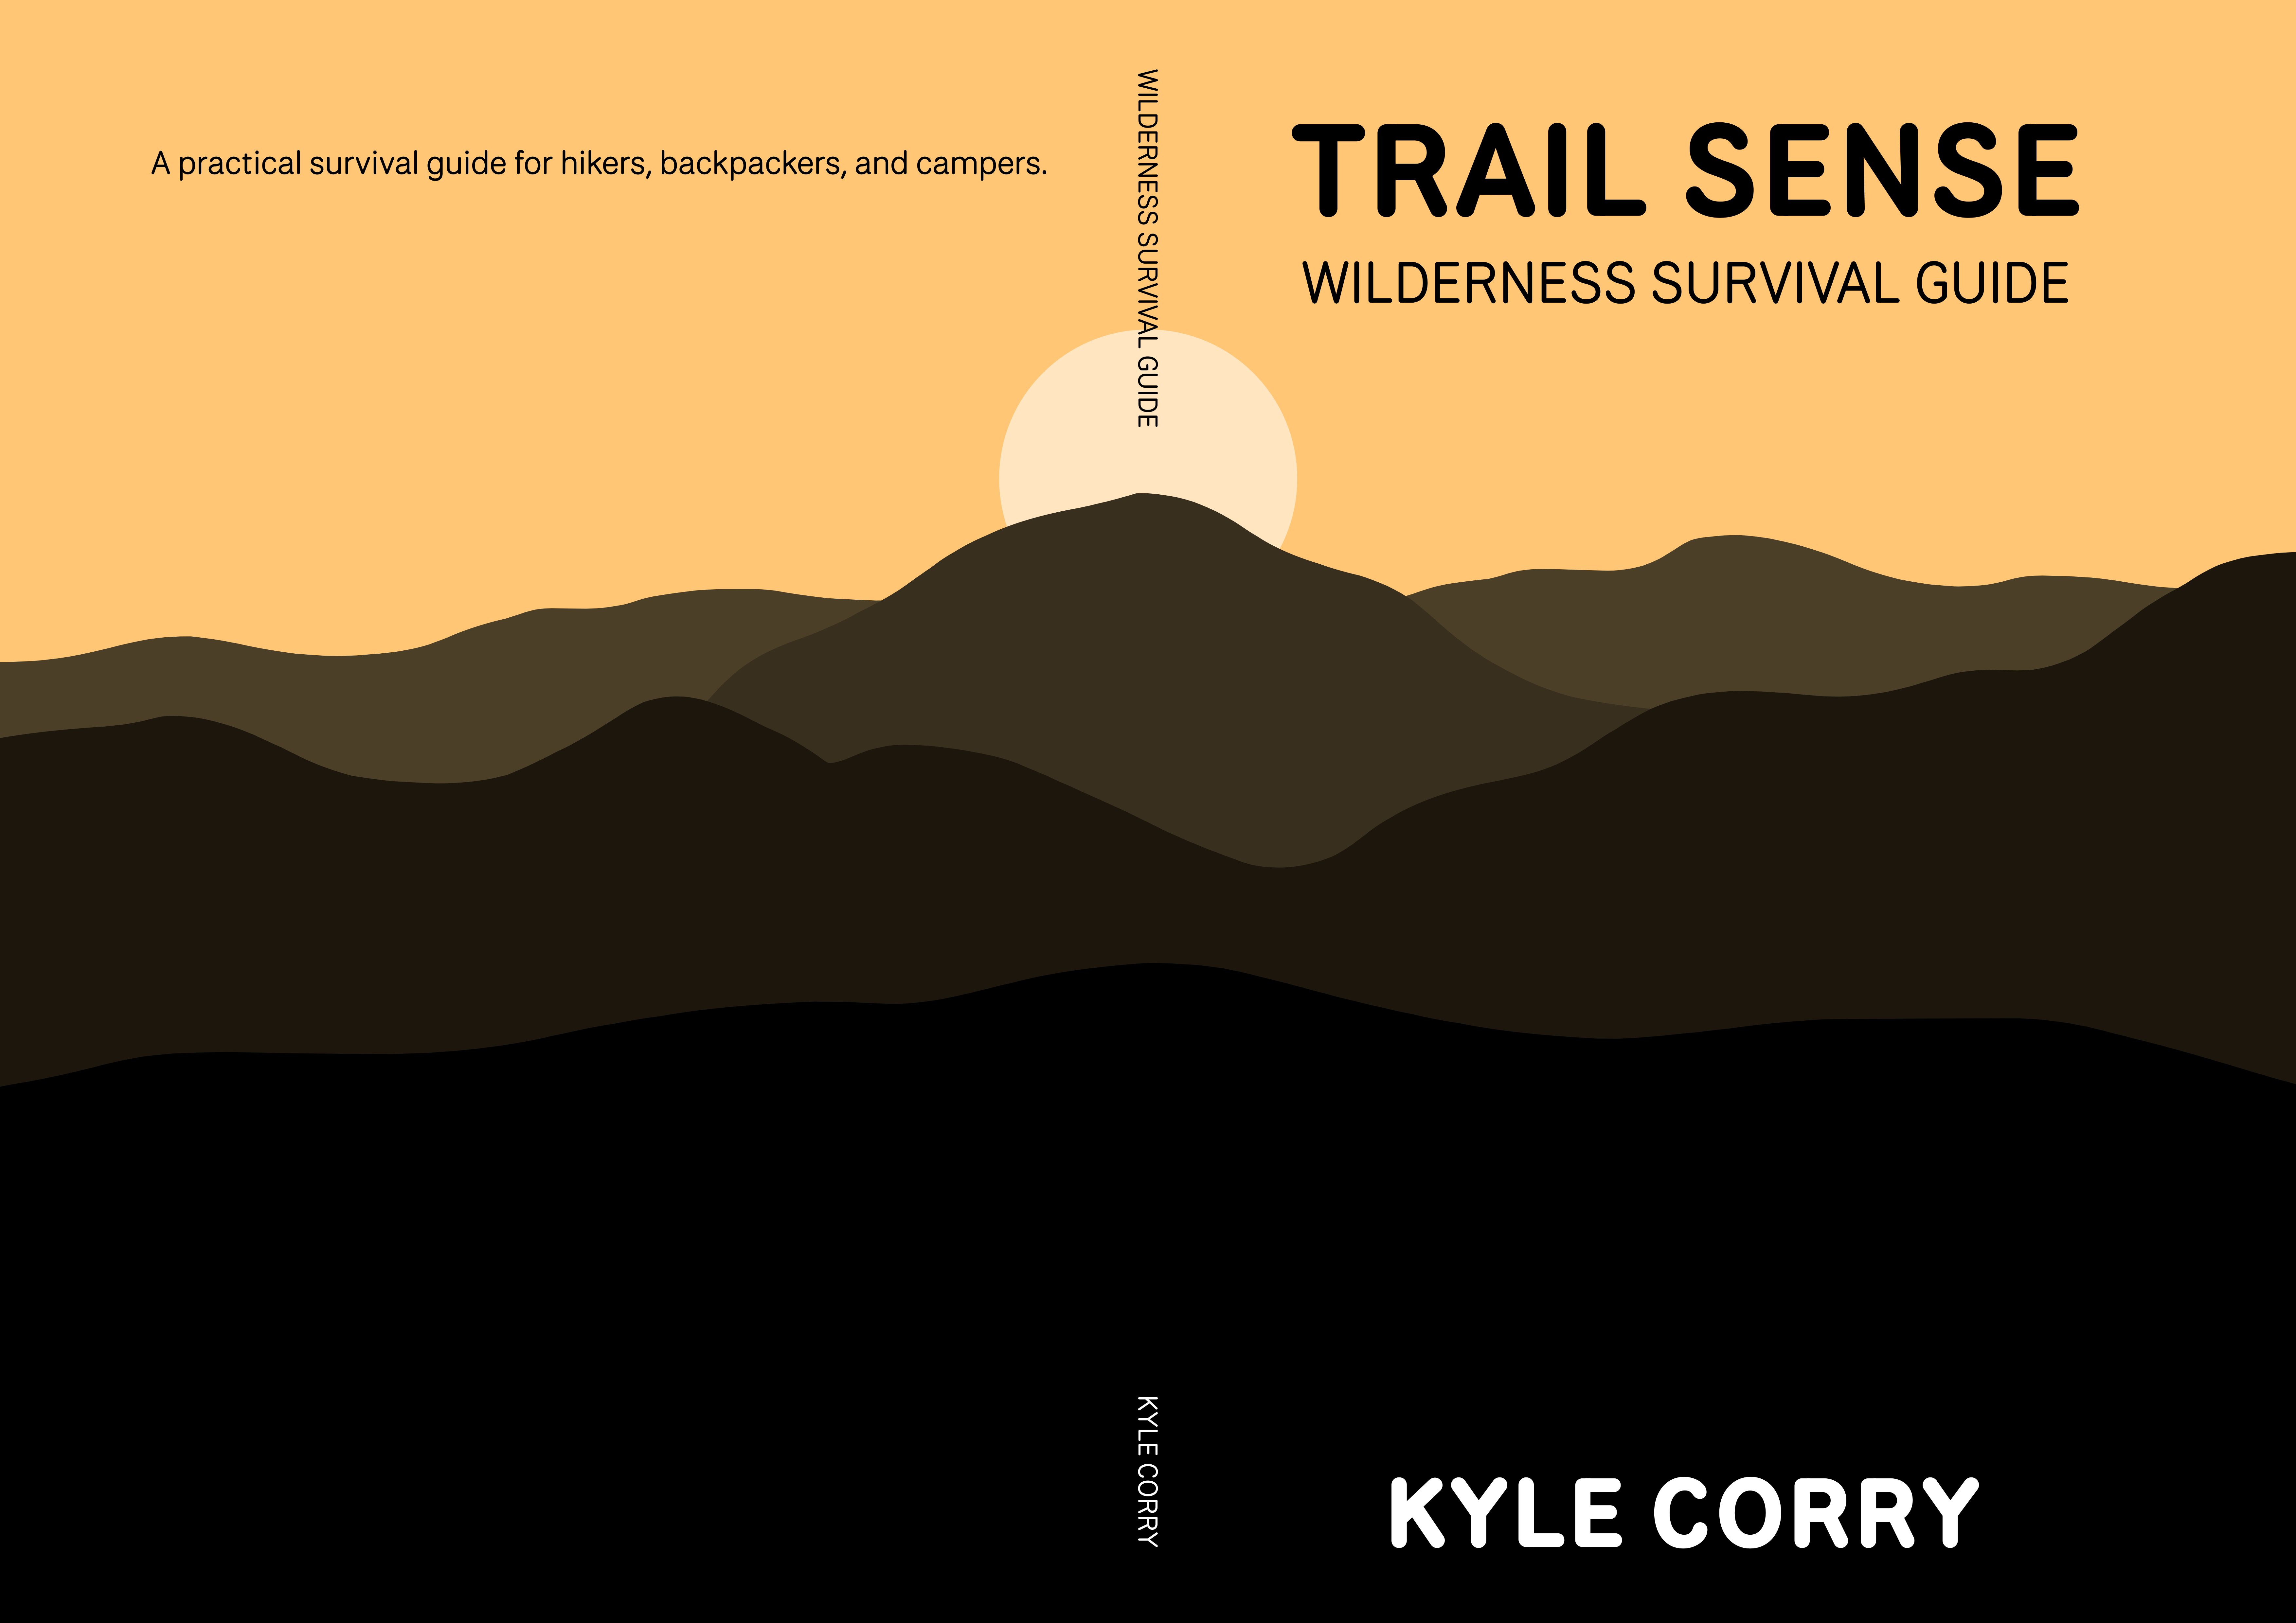 A practical survival guide for hikers, backpackers, and campers.
WILDERNESS SURVIVAL GUIDE
KYLE CORRY
TRAIL SENSE
WILDERNESS SURVIVAL GUIDE
KYLE CORRY